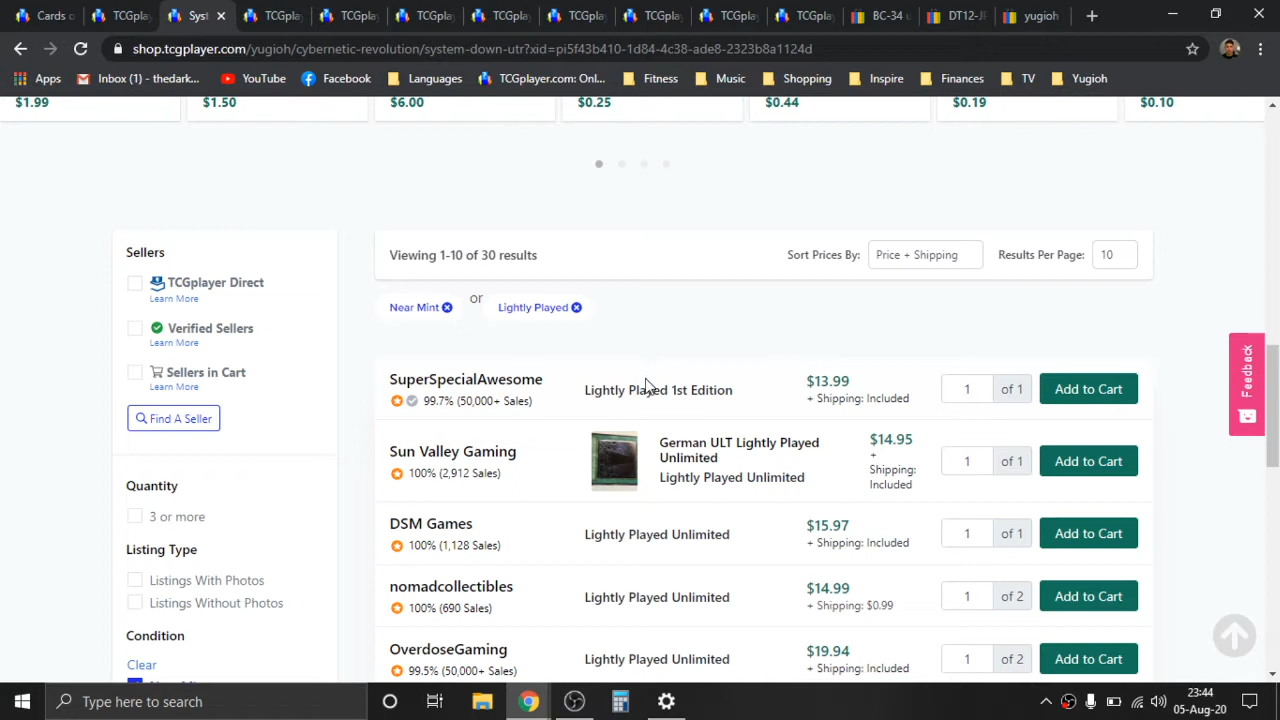 Cards o
TCGpla
Sys
TCGpla
TCGpla
TCGpla
TCGpla
TCGpla
TCGpla
TCGpla
TCGpla
BC-34 u
DT12-JP
yugioh
shop.tcgplayer.com/yugioh/cybernetic-revolution/system-down-utr?xid=pi5f43b410-1d84-4c38-ade8-2323b8a1124d
Apps
Inbox (1) - thedark...
YouTube
Facebook
Languages
TCGplayer.com: Onl...
Fitness
Music
Shopping
Inspire
Finances
TV
Yugioh
$1.99
$1.50
$6.00
$0.25
$0.44
$0.19
$0.10
Sellers
TCGplayer Direct
Learn More
Verified Sellers
Learn More
Sellers in Cart
Learn More
Find A Seller
Quantity
3 or more
Listing Type
Listings With Photos
Listings Without Photos
Condition
Clear
Viewing 1-10 of 30 results
Sort Prices By: Price + Shipping
Results Per Page: 10
Near Mint or Lightly Played
SuperSpecialAwesome
99.7% (50,000+ Sales)
Lightly Played 1st Edition
$13.99
+ Shipping: Included
1 of 1
Add to Cart
Sun Valley Gaming
100% (2,912 Sales)
German ULT Lightly Played
Unlimited
Lightly Played Unlimited
$14.95
+
Shipping:
Included
1 of 1
Add to Cart
DSM Games
100% (1,128 Sales)
Lightly Played Unlimited
$15.97
+ Shipping: Included
1 of 1
Add to Cart
nomadcollectibles
100% (690 Sales)
Lightly Played Unlimited
$14.99
+ Shipping: $0.99
1 of 2
Add to Cart
OverdoseGaming
99.5% (50,000+ Sales)
Lightly Played Unlimited
$19.94
+ Shipping: Included
1 of 2
Add to Cart
Feedback
Type here to search
23:44
05-Aug-20